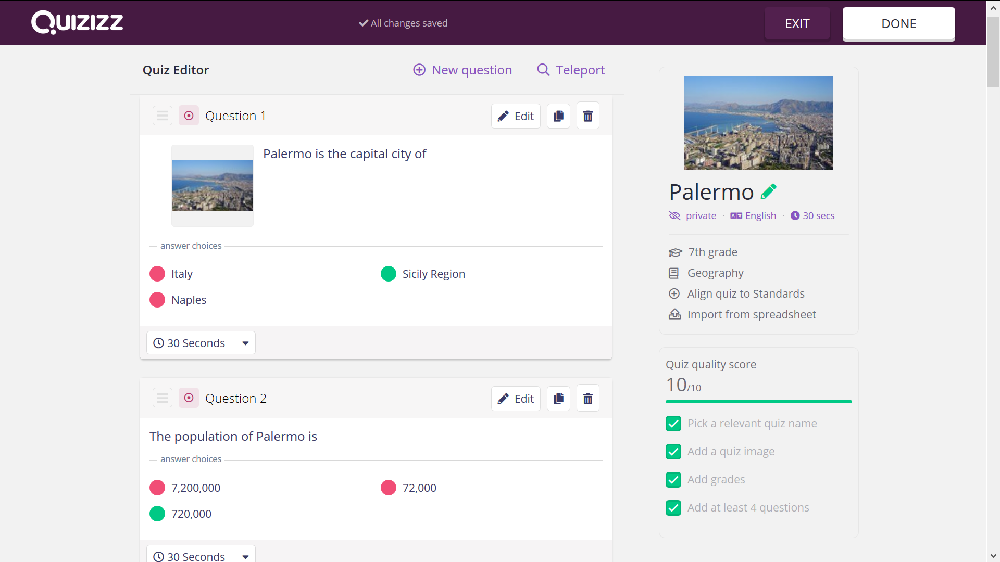 Quizizz
All changes saved
EXIT
DONE
Quiz Editor
New question
Teleport
Question 1
Edit
Palermo is the capital city of
answer choices
Italy
Sicily Region
Naples
30 Seconds
Question 2
Edit
The population of Palermo is
answer choices
7,200,000
72,000
720,000
30 Seconds
Palermo
private · English · 30 secs
7th grade
Geography
Align quiz to Standards
Import from spreadsheet
Quiz quality score
10/10
Pick a relevant quiz name
Add a quiz image
Add grades
Add at least 4 questions